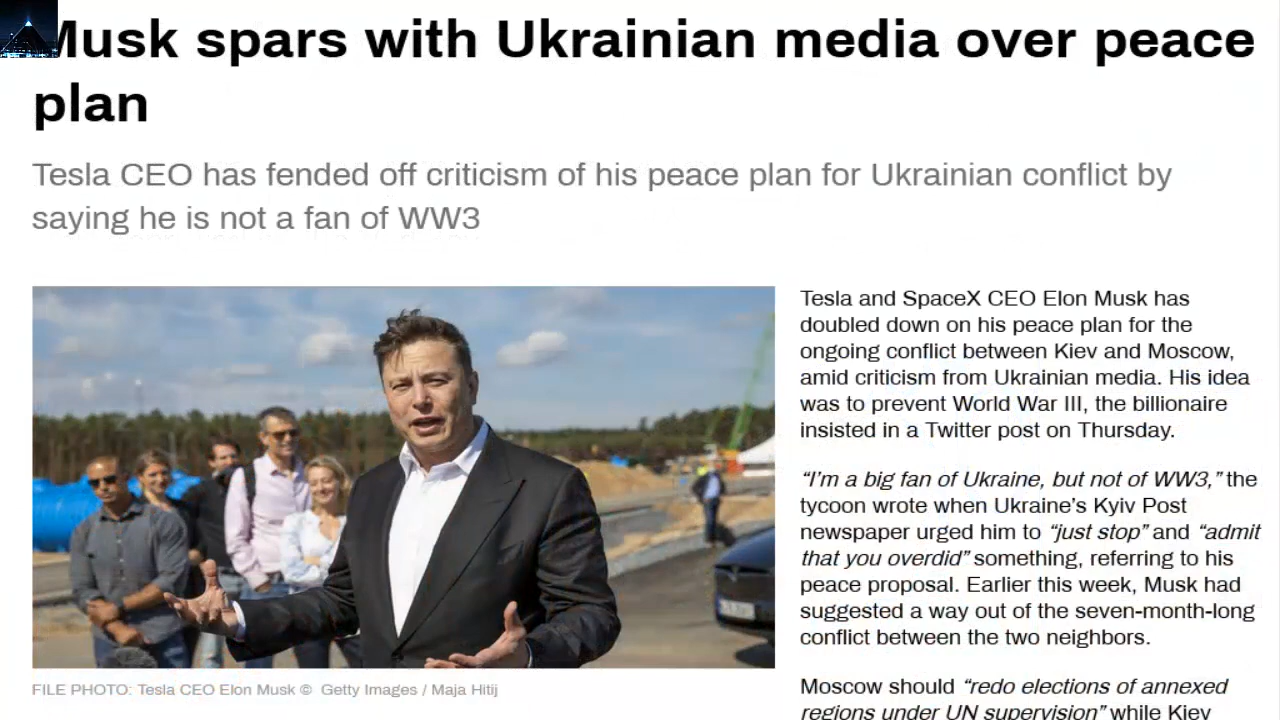 Musk spars with Ukrainian media over peace
plan
Tesla CEO has fended off criticism of his peace plan for Ukrainian conflict by
saying he is not a fan of WW3
FILE PHOTO: Tesla CEO Elon Musk © Getty Images / Maja Hitij
Tesla and SpaceX CEO Elon Musk has
doubled down on his peace plan for the
ongoing conflict between Kiev and Moscow,
amid criticism from Ukrainian media. His idea
was to prevent World War III, the billionaire
insisted in a Twitter post on Thursday.
“I’m a big fan of Ukraine, but not of WW3,” the
tycoon wrote when Ukraine’s Kyiv Post
newspaper urged him to “just stop” and “admit
that you overdid” something, referring to his
peace proposal. Earlier this week, Musk had
suggested a way out of the seven-month-long
conflict between the two neighbors.
Moscow should “redo elections of annexed
regions under UN supervision” while Kiev